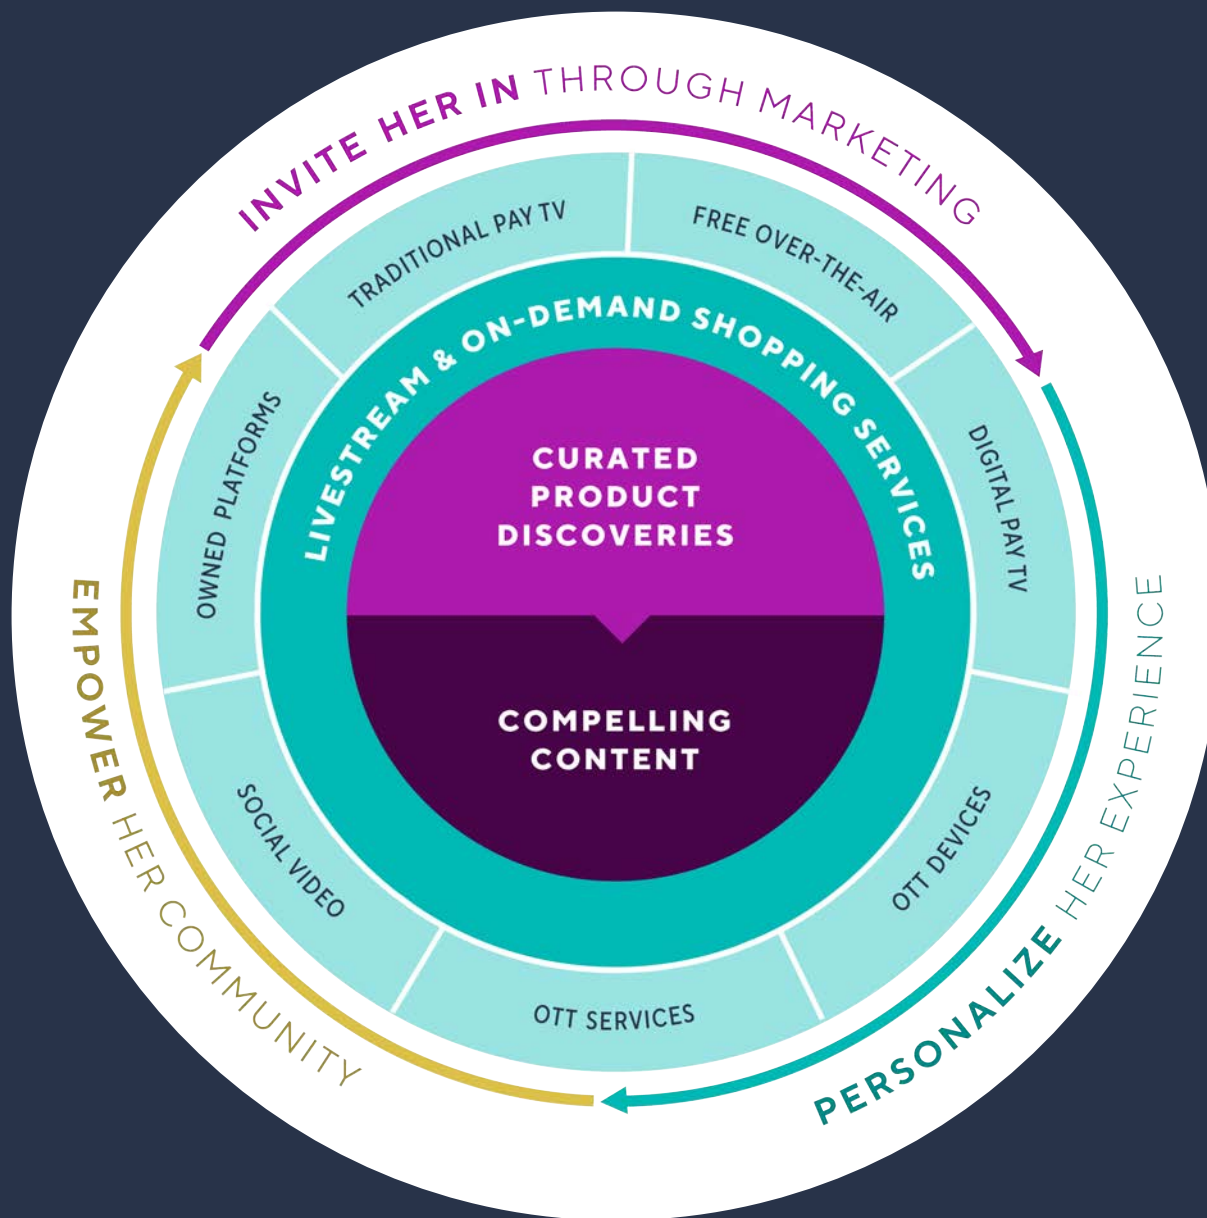 INVITE HER IN THROUGH MARKETING
TRADITIONAL PAY TV
FREE OVER-THE-AIR
DIGITAL PAY TV
OTT DEVICES
OTT SERVICES
SOCIAL VIDEO
OWNED PLATFORMS
LIVESTREAM & ON-DEMAND SHOPPING SERVICES
CURATED
PRODUCT
DISCOVERIES
COMPELLING
CONTENT
PERSONALIZE HER EXPERIENCE
EMPOWER HER COMMUNITY